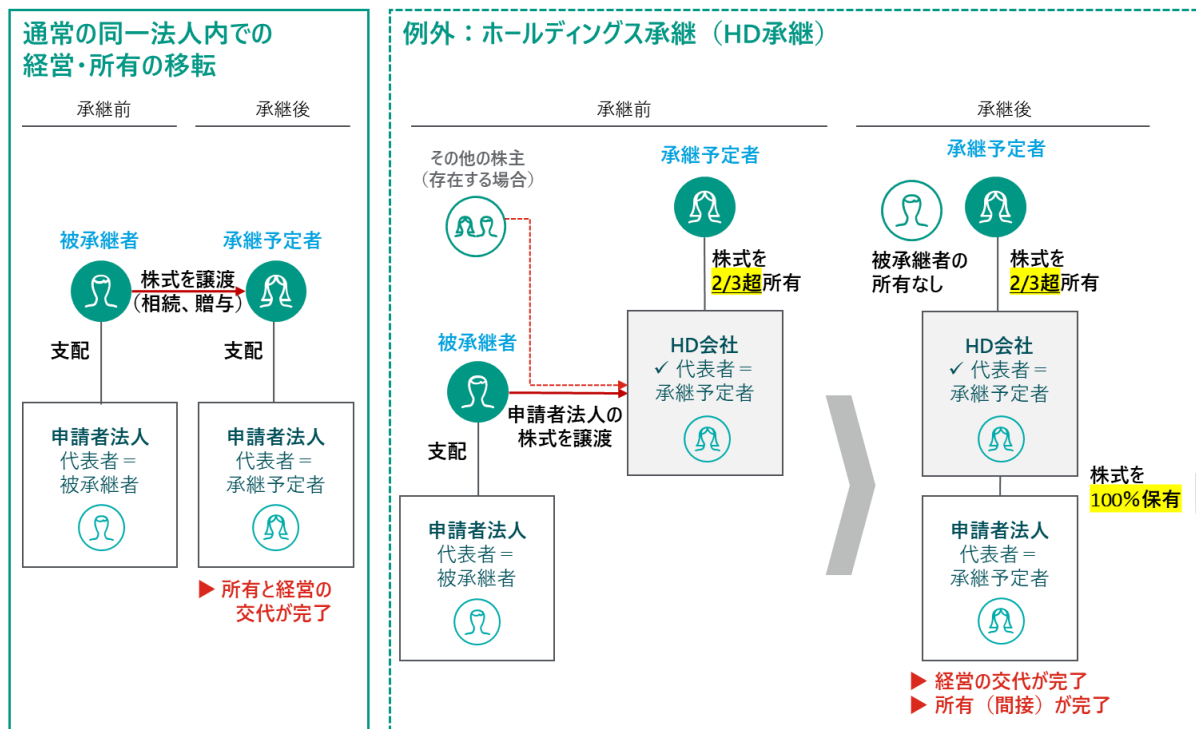 通常の同一法人内での
経営・所有の移転
承継前
承継後
被承継者
承継予定者
株式を譲渡
(相続、贈与)
支配
支配
申請者法人
代表者＝
被承継者
申請者法人
代表者＝
承継予定者
▶ 所有と経営の
交代が完了
例外：ホールディングス承継（HD承継）
承継前
承継後
その他の株主
（存在する場合）
承継予定者
株式を
2/3超所有
被承継者
申請者法人の
株式を譲渡
支配
HD会社
✓ 代表者＝
承継予定者
申請者法人
代表者＝
被承継者
承継予定者
被承継者の
所有なし
株式を
2/3超所有
HD会社
✓ 代表者＝
承継予定者
株式を
100%保有
申請者法人
代表者＝
承継予定者
▶ 経営の交代が完了
▶ 所有（間接）が完了